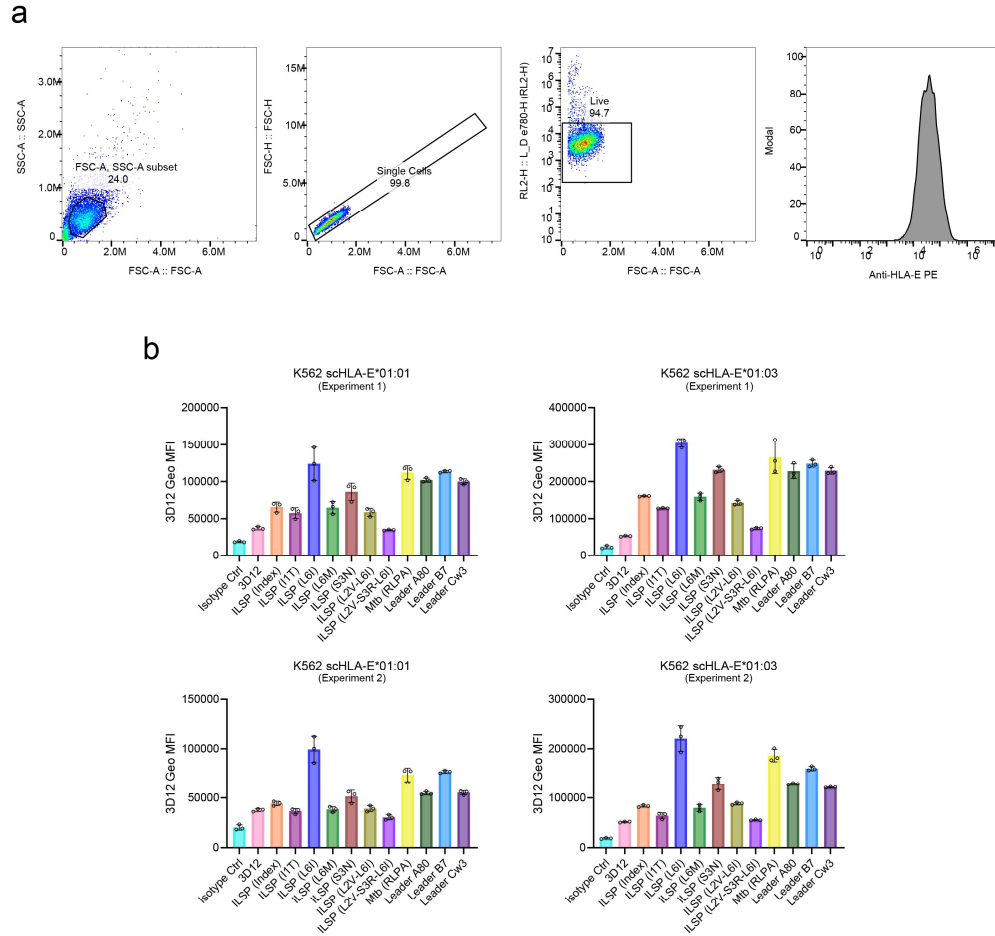 a
SSC-A :: SSC-A
3.0M
2.0M
1.0M
0
FSC-A, SSC-A subset
24.0
0 2.0M 4.0M 6.0M
FSC-A :: FSC-A
FSC-H :: FSC-H
15M
10M
5.0M
0
Single Cells
99.8
0 2.0M 4.0M 6.0M
FSC-A :: FSC-A
RL2-H :: L_D e780-H (RL2-H)
Live
94.7
0 2.0M 4.0M 6.0M
FSC-A :: FSC-A
Modal
100
80
60
40
20
0
Anti-HLA-E PE
b
K562 scHLA-E*01:01
(Experiment 1)
3D12 Geo MFI
200000
150000
100000
50000
0
Isotype Ctrl
3D12
ILSP (Index)
ILSP (I1T)
ILSP (L6I)
ILSP (L6M)
ILSP (S3N)
ILSP (L2V-L6I)
ILSP (L2V-S3R-L6I)
Mtb (RLPA)
Leader A80
Leader B7
Leader Cw3
K562 scHLA-E*01:03
(Experiment 1)
3D12 Geo MFI
400000
300000
200000
100000
0
Isotype Ctrl
3D12
ILSP (Index)
ILSP (I1T)
ILSP (L6I)
ILSP (L6M)
ILSP (S3N)
ILSP (L2V-L6I)
ILSP (L2V-S3R-L6I)
Mtb (RLPA)
Leader A80
Leader B7
Leader Cw3
K562 scHLA-E*01:01
(Experiment 2)
3D12 Geo MFI
150000
100000
50000
0
Isotype Ctrl
3D12
ILSP (Index)
ILSP (I1T)
ILSP (L6I)
ILSP (L6M)
ILSP (S3N)
ILSP (L2V-L6I)
ILSP (L2V-S3R-L6I)
Mtb (RLPA)
Leader A80
Leader B7
Leader Cw3
K562 scHLA-E*01:03
(Experiment 2)
3D12 Geo MFI
300000
200000
100000
0
Isotype Ctrl
3D12
ILSP (Index)
ILSP (I1T)
ILSP (L6I)
ILSP (L6M)
ILSP (S3N)
ILSP (L2V-L6I)
ILSP (L2V-S3R-L6I)
Mtb (RLPA)
Leader A80
Leader B7
Leader Cw3